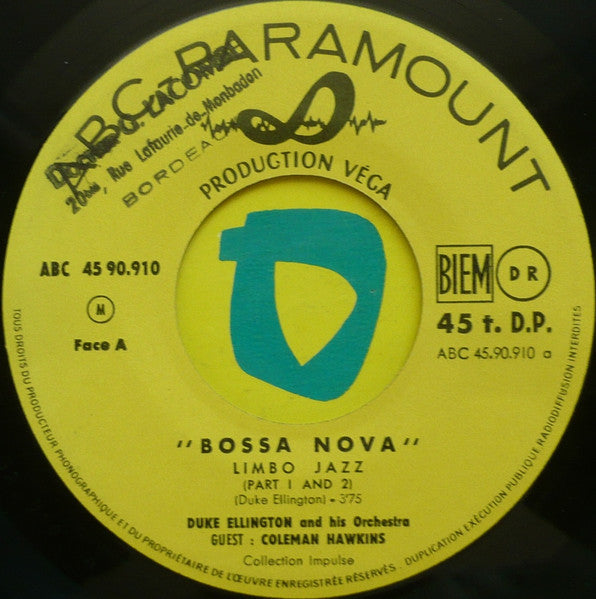 ABC-PARAMOUNT
LACOMBE
20bis, Rue Lafaurie-de-Monbadon
BORDEAUX
PRODUCTION VÉGA
ABC 45 90.910
M
Face A
BIEM
DR
45 t. D.P.
ABC 45.90.910 a
"BOSSA NOVA"
LIMBO JAZZ
(PART I AND 2)
(Duke Ellington) - 3'75
DUKE ELLINGTON and his Orchestra
GUEST : COLEMAN HAWKINS
Collection Impulse
TOUS DROITS DU PRODUCTEUR PHONOGRAPHIQUE ET DU PROPRIÉTAIRE DE L'ŒUVRE ENREGISTRÉE RÉSERVÉS. DUPLICATION EXÉCUTION PUBLIQUE RADIODIFFUSION INTERDITES